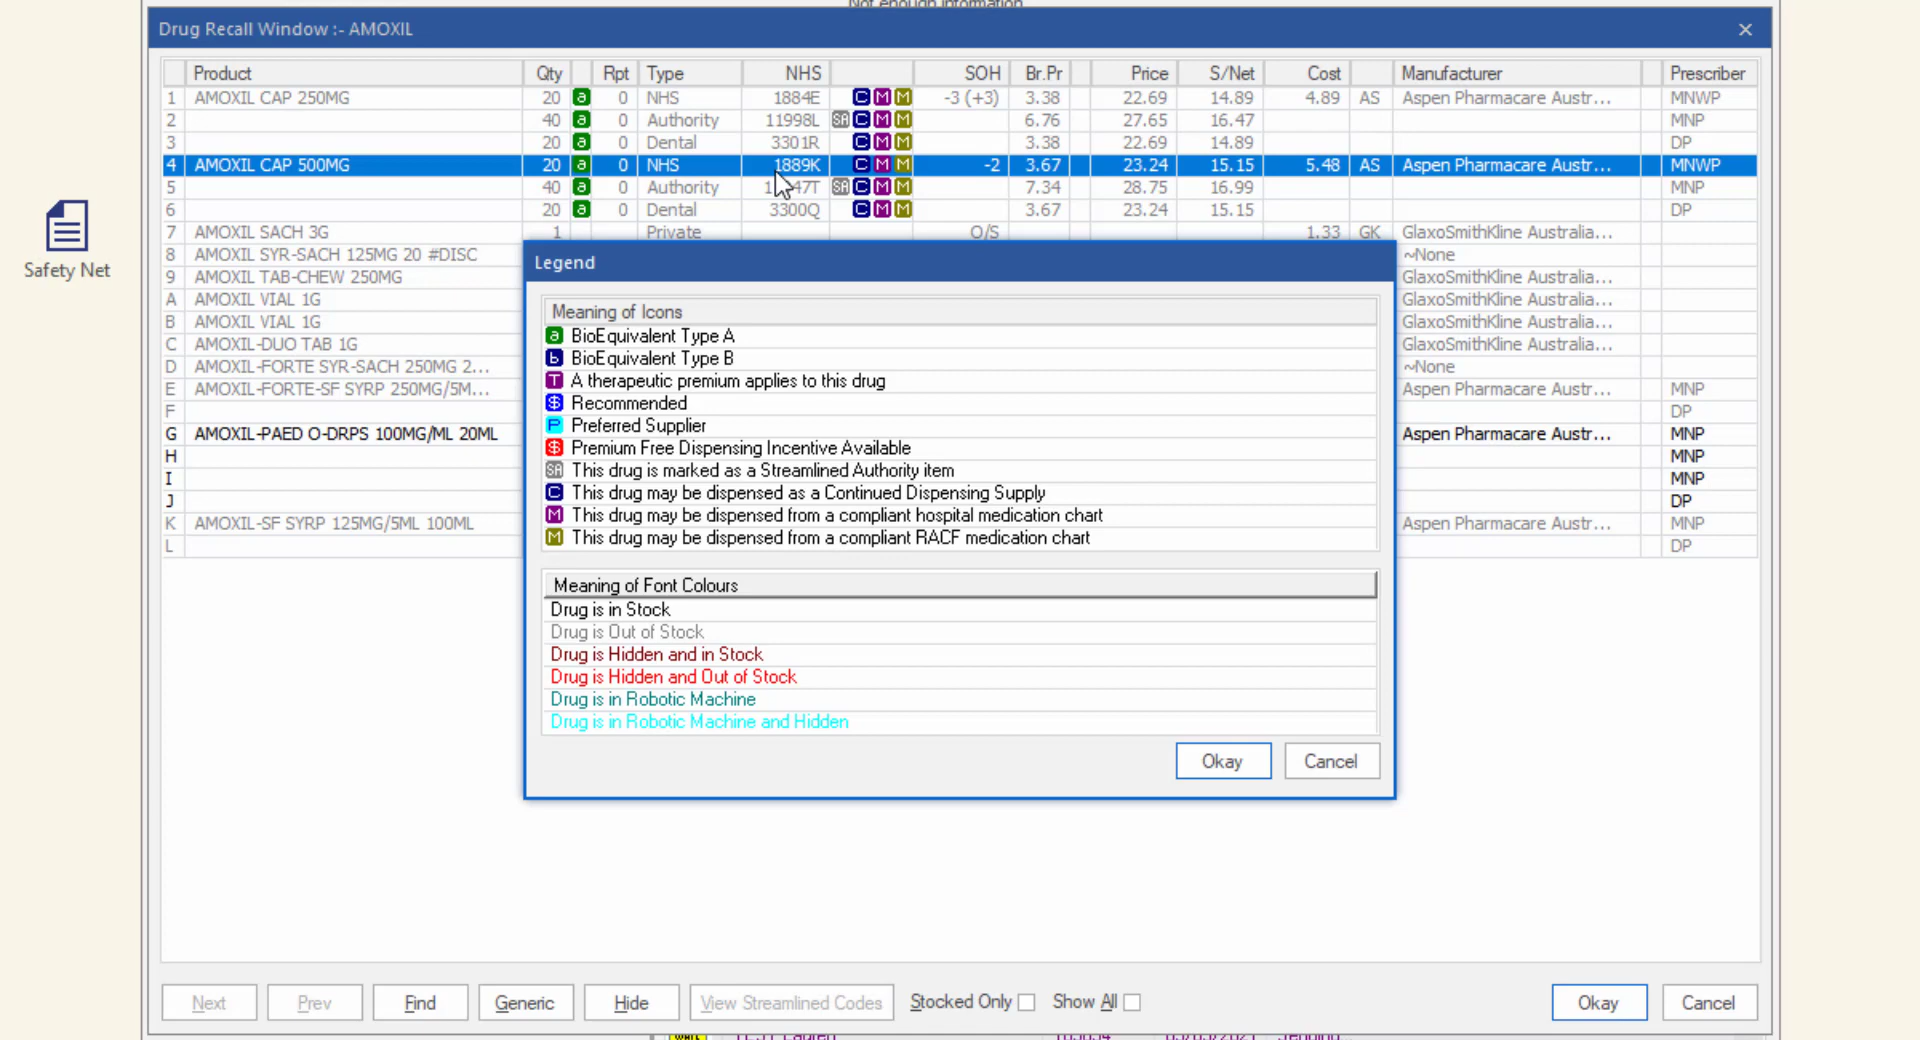 Not enough information
Drug Recall Window :- AMOXIL
Product Qty Rpt Type NHS SOH Br.Pr Price S/Net Cost Manufacturer Prescriber
1 AMOXIL CAP 250MG 20 a 0 NHS 1884E C M M -3 (+3) 3.38 22.69 14.89 4.89 AS Aspen Pharmacare Austr... MNWP
2 40 a 0 Authority 11998L SA C M M 6.76 27.65 16.47 MNP
3 20 a 0 Dental 3301R C M M 3.38 22.69 14.89 DP
4 AMOXIL CAP 500MG 20 a 0 NHS 1889K C M M -2 3.67 23.24 15.15 5.48 AS Aspen Pharmacare Austr... MNWP
5 40 a 0 Authority SA C M M 7.34 28.75 16.99 MNP
6 20 a 0 Dental 3300Q C M M 3.67 23.24 15.15 DP
7 AMOXIL SACH 3G 1 Private O/S 1.33 GK GlaxoSmithKline Australia...
8 AMOXIL SYR-SACH 125MG 20 #DISC ~None
9 AMOXIL TAB-CHEW 250MG GlaxoSmithKline Australia...
A AMOXIL VIAL 1G GlaxoSmithKline Australia...
B AMOXIL VIAL 1G GlaxoSmithKline Australia...
C AMOXIL-DUO TAB 1G GlaxoSmithKline Australia...
D AMOXIL-FORTE SYR-SACH 250MG 2... ~None
E AMOXIL-FORTE-SF SYRP 250MG/5M... Aspen Pharmacare Austr... MNP
F DP
G AMOXIL-PAED O-DRPS 100MG/ML 20ML Aspen Pharmacare Austr... MNP
H MNP
I MNP
J DP
K AMOXIL-SF SYRP 125MG/5ML 100ML Aspen Pharmacare Austr... MNP
L DP
Safety Net
Legend
Meaning of Icons
a BioEquivalent Type A
b BioEquivalent Type B
T A therapeutic premium applies to this drug
$ Recommended
P Preferred Supplier
$ Premium Free Dispensing Incentive Available
SA This drug is marked as a Streamlined Authority item
C This drug may be dispensed as a Continued Dispensing Supply
M This drug may be dispensed from a compliant hospital medication chart
M This drug may be dispensed from a compliant RACF medication chart
Meaning of Font Colours
Drug is in Stock
Drug is Out of Stock
Drug is Hidden and in Stock
Drug is Hidden and Out of Stock
Drug is in Robotic Machine
Drug is in Robotic Machine and Hidden
Okay Cancel
Next Prev Find Generic Hide View Streamlined Codes Stocked Only Show All Okay Cancel